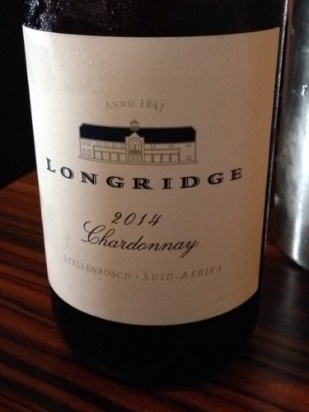 ANNO 1841
LONGRIDGE
2014
Chardonnay
STELLENBOSCH · SUID-AFRIKA